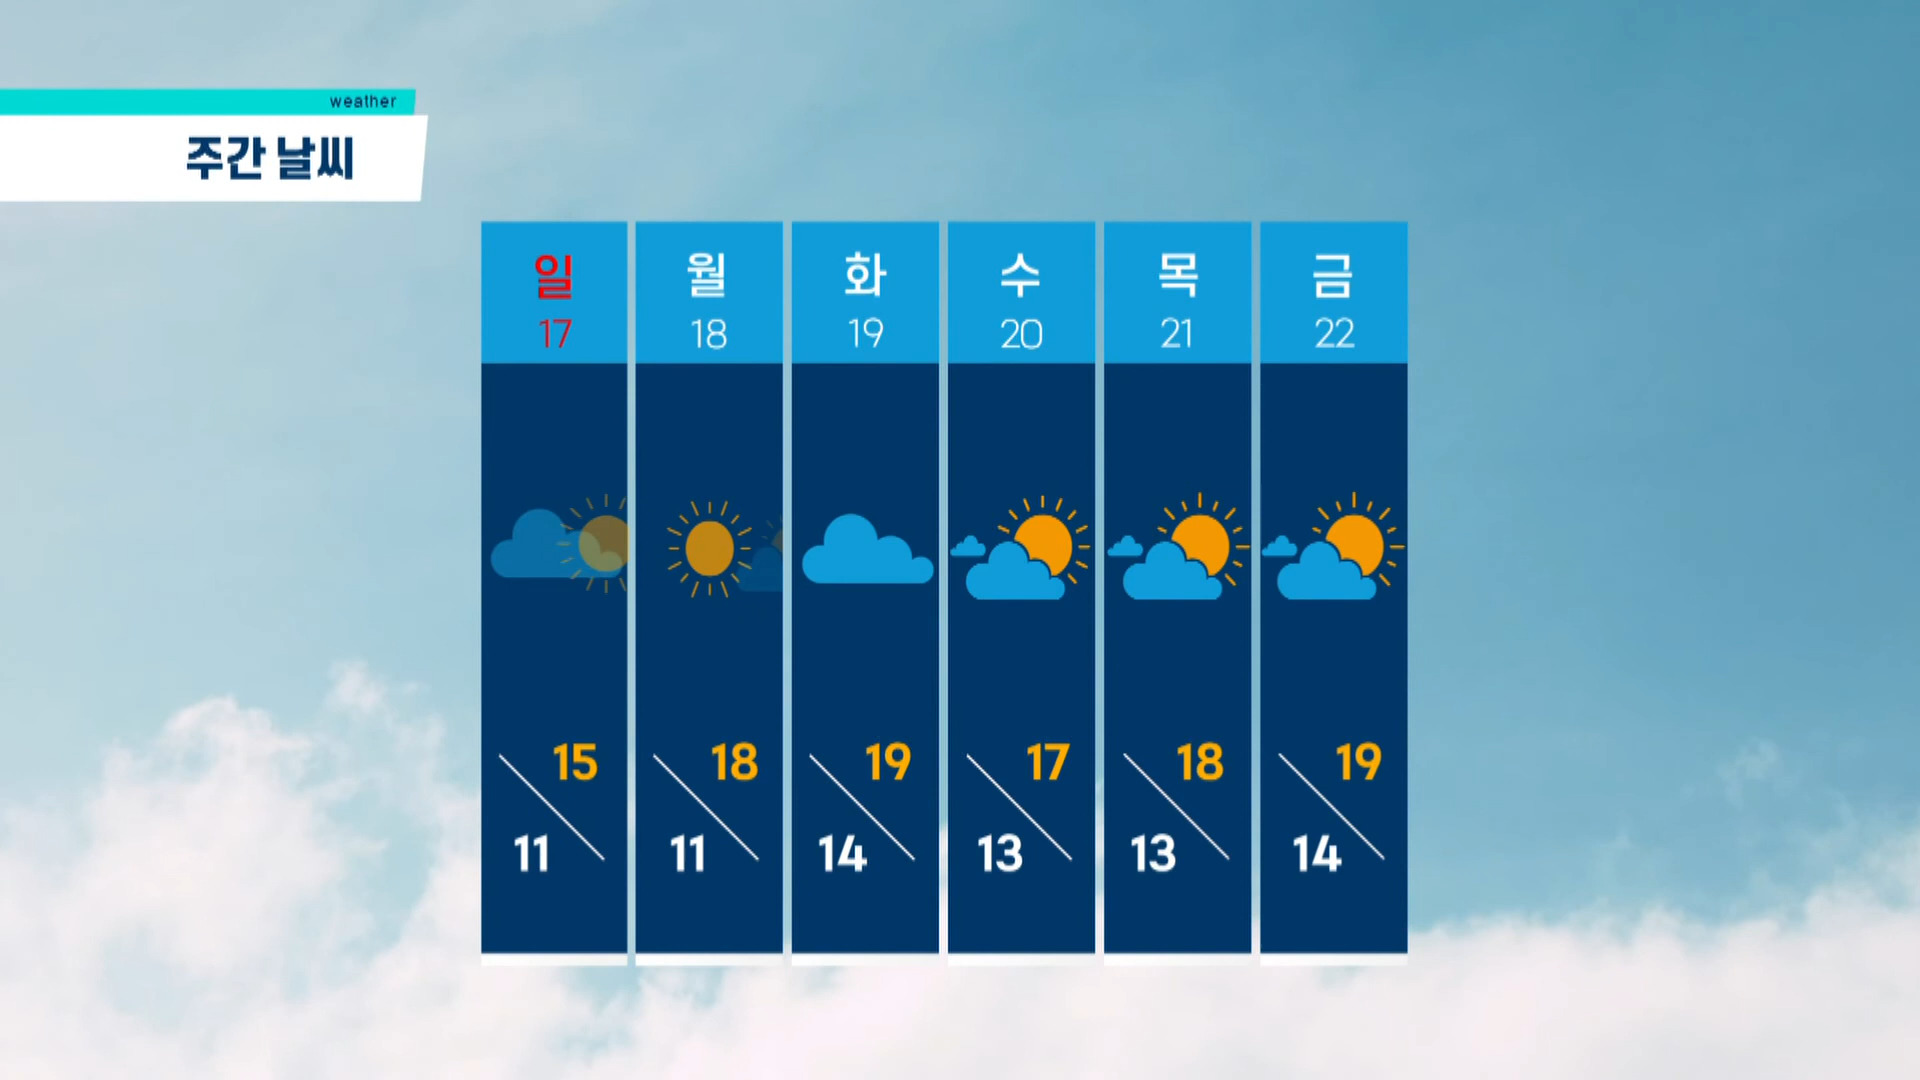 weather
주간 날씨
일 월 화 수 목 금
17 18 19 20 21 22
15 18 19 17 18 19
11 11 14 13 13 14